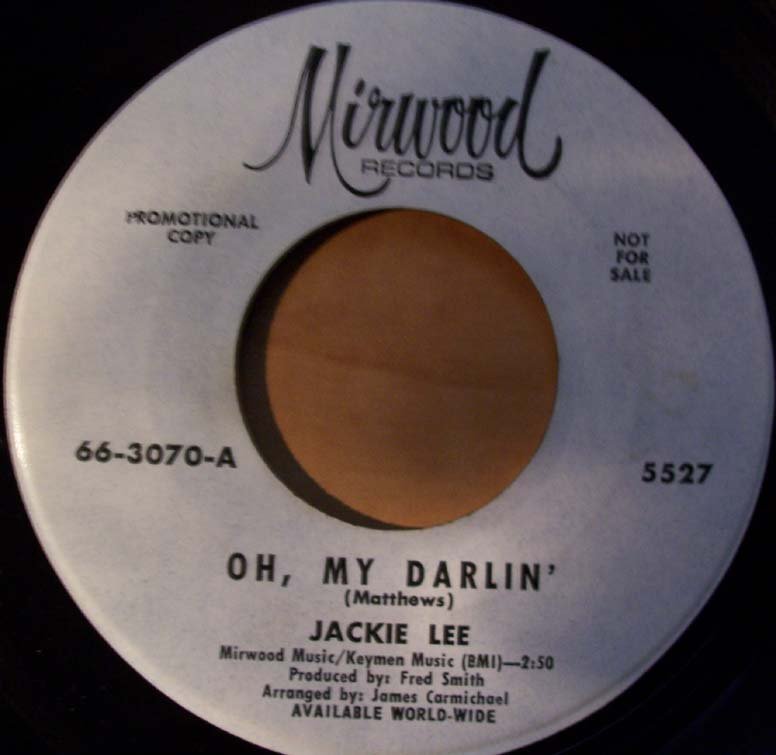 Mirwood
RECORDS
PROMOTIONAL
COPY
NOT
FOR
SALE
66-3070-A
5527
OH, MY DARLIN'
(Matthews)
JACKIE LEE
Mirwood Music/Keymen Music (BMI)—2:50
Produced by: Fred Smith
Arranged by: James Carmichael
AVAILABLE WORLD-WIDE